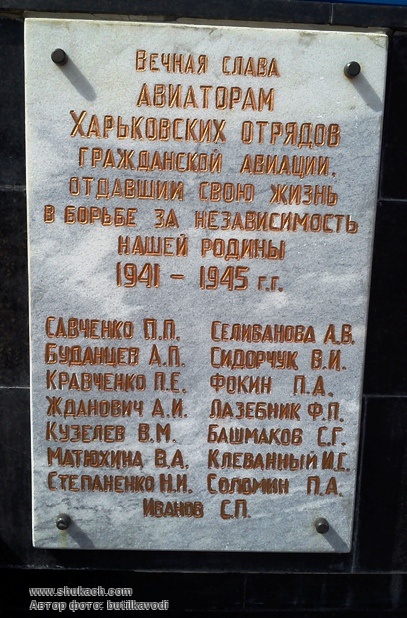 Вечная слава
авиаторам
Харьковских отрядов
гражданской авиации,
отдавшим свою жизнь
в борьбе за независимость
нашей Родины
1941 – 1945 г.г.
Савченко П.П. Селибанова А.В.
Буданцев А.П. Сидорчук В.И.
Кравченко П.Е. Фокин П.А.
Жданович А.И. Лазебник Ф.П.
Кузелев В.М. Башмаков С.Г.
Матюхина В.А. Клеванный И.С.
Степаненко Н.И. Соломин П.А.
Иванов С.П.
www.shukach.com
Автор фото: butilkavodi